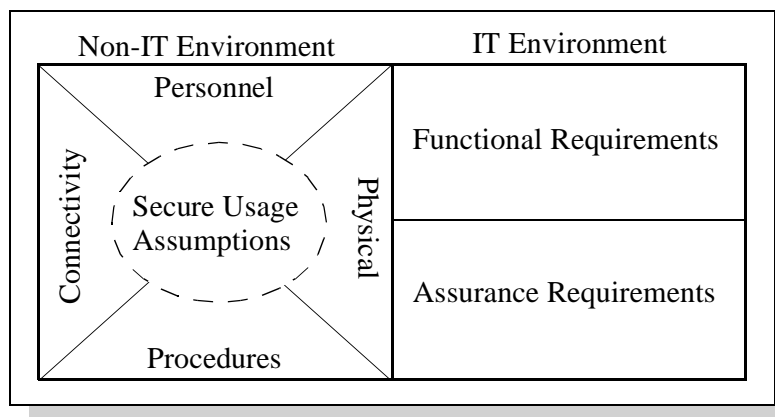 Non-IT Environment
IT Environment
Personnel
Connectivity
Secure Usage
Assumptions
Physical
Procedures
Functional Requirements
Assurance Requirements